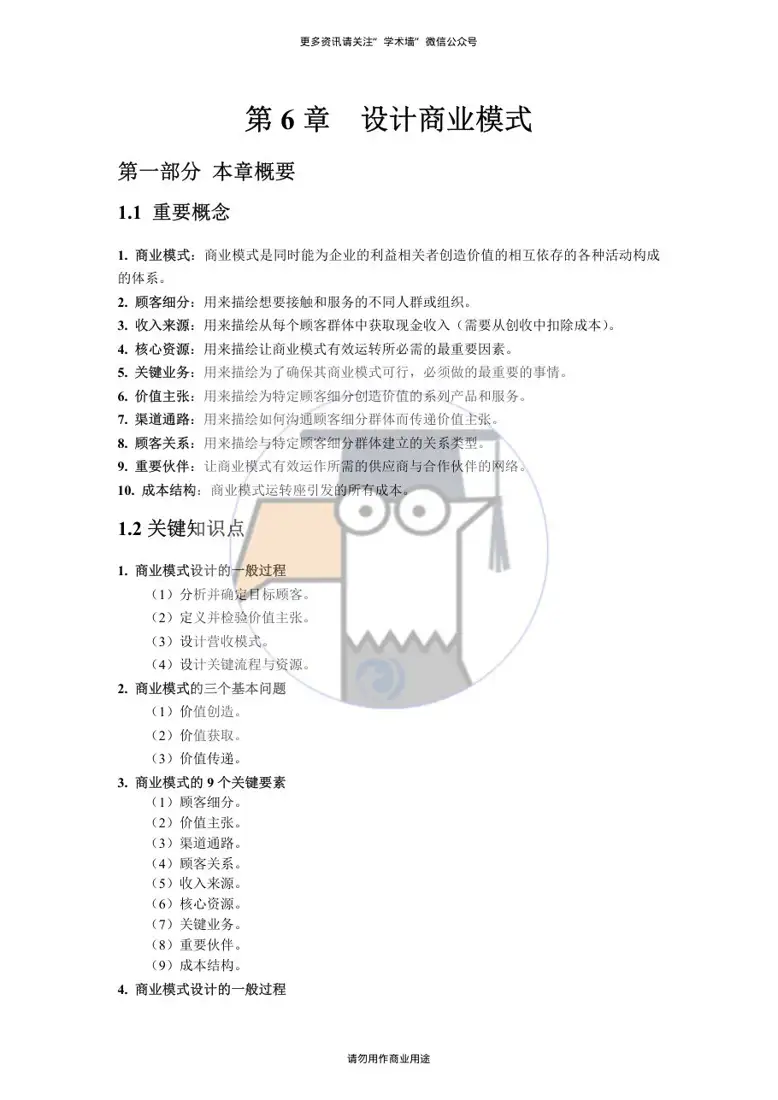 更多资讯请关注”学术墙”微信公众号
第 6 章 设计商业模式
第一部分 本章概要
1.1 重要概念
1. 商业模式：商业模式是同时能为企业的利益相关者创造价值的相互依存的各种活动构成
的体系。
2. 顾客细分：用来描绘想要接触和服务的不同人群或组织。
3. 收入来源：用来描绘从每个顾客群体中获取现金收入（需要从创收中扣除成本）。
4. 核心资源：用来描绘让商业模式有效运转所必需的最重要因素。
5. 关键业务：用来描绘为了确保其商业模式可行，必须做的最重要的事情。
6. 价值主张：用来描绘为特定顾客细分创造价值的系列产品和服务。
7. 渠道通路：用来描绘如何沟通顾客细分群体而传递价值主张。
8. 顾客关系：用来描绘与特定顾客细分群体建立的关系类型。
9. 重要伙伴：让商业模式有效运作所需的供应商与合作伙伴的网络。
10. 成本结构：商业模式运转座引发的所有成本。
1.2 关键知识点
1. 商业模式设计的一般过程
（1）分析并确定目标顾客。
（2）定义并检验价值主张。
（3）设计营收模式。
（4）设计关键流程与资源。
2. 商业模式的三个基本问题
（1）价值创造。
（2）价值获取。
（3）价值传递。
3. 商业模式的 9 个关键要素
（1）顾客细分。
（2）价值主张。
（3）渠道通路。
（4）顾客关系。
（5）收入来源。
（6）核心资源。
（7）关键业务。
（8）重要伙伴。
（9）成本结构。
4. 商业模式设计的一般过程
请勿用作商业用途